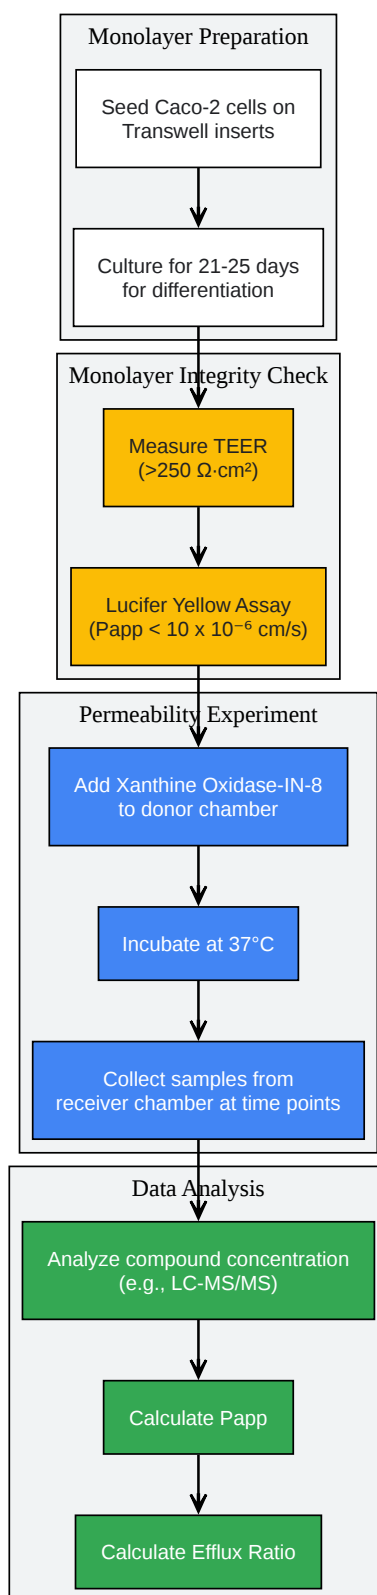 Monolayer Preparation
Seed Caco-2 cells on
Transwell inserts
Culture for 21-25 days
for differentiation
Monolayer Integrity Check
Measure TEER
(>250 Ω·cm²)
Lucifer Yellow Assay
(Papp < 10 x 10⁻⁶ cm/s)
Permeability Experiment
Add Xanthine Oxidase-IN-8
to donor chamber
Incubate at 37°C
Collect samples from
receiver chamber at time points
Data Analysis
Analyze compound concentration
(e.g., LC-MS/MS)
Calculate Papp
Calculate Efflux Ratio